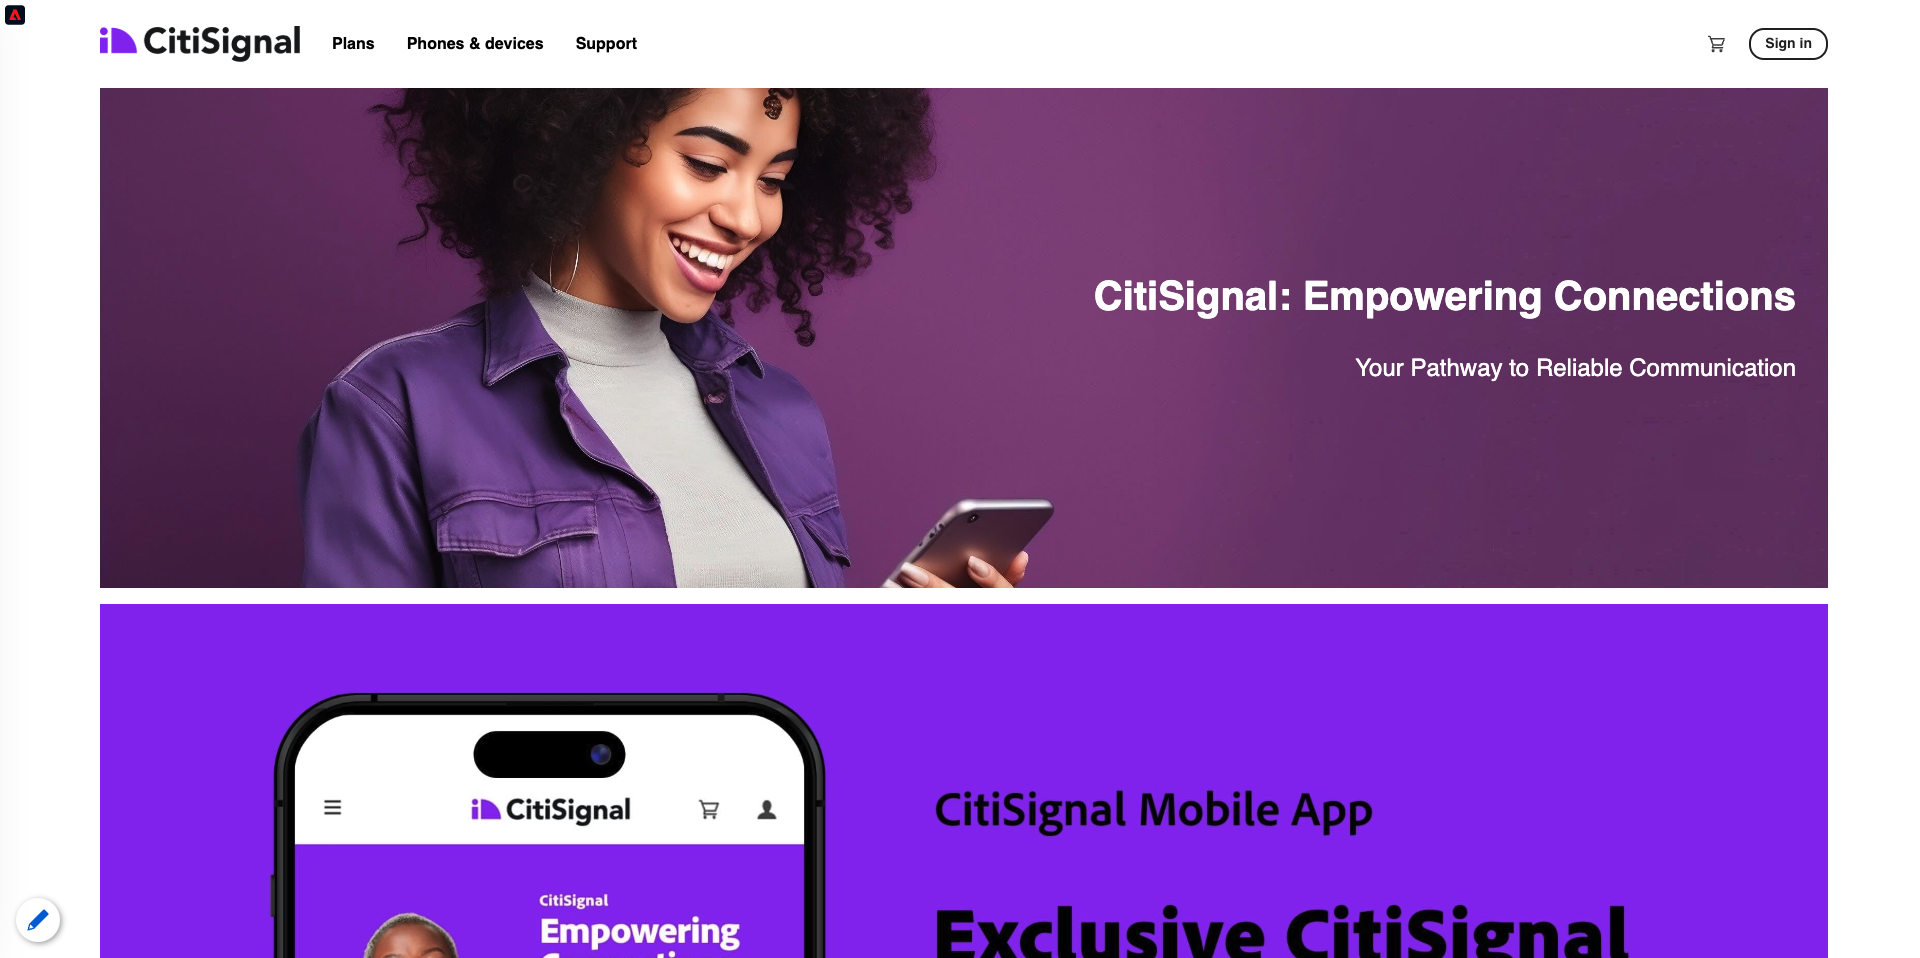 CitiSignal
Plans
Phones & devices
Support
Sign in
CitiSignal: Empowering Connections
Your Pathway to Reliable Communication
CitiSignal
CitiSignal Mobile App
CitiSignal
Empowering
Exclusive CitiSignal